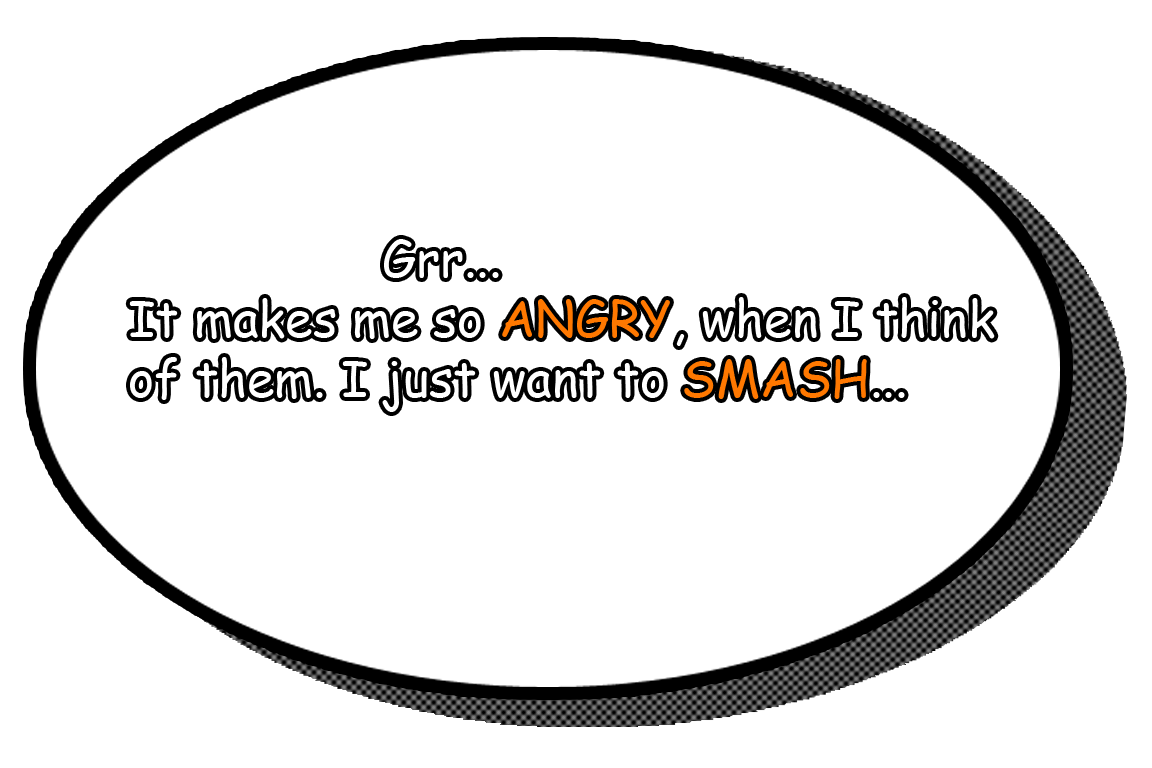 Grr...
It makes me so ANGRY, when I think
of them. I just want to SMASH...